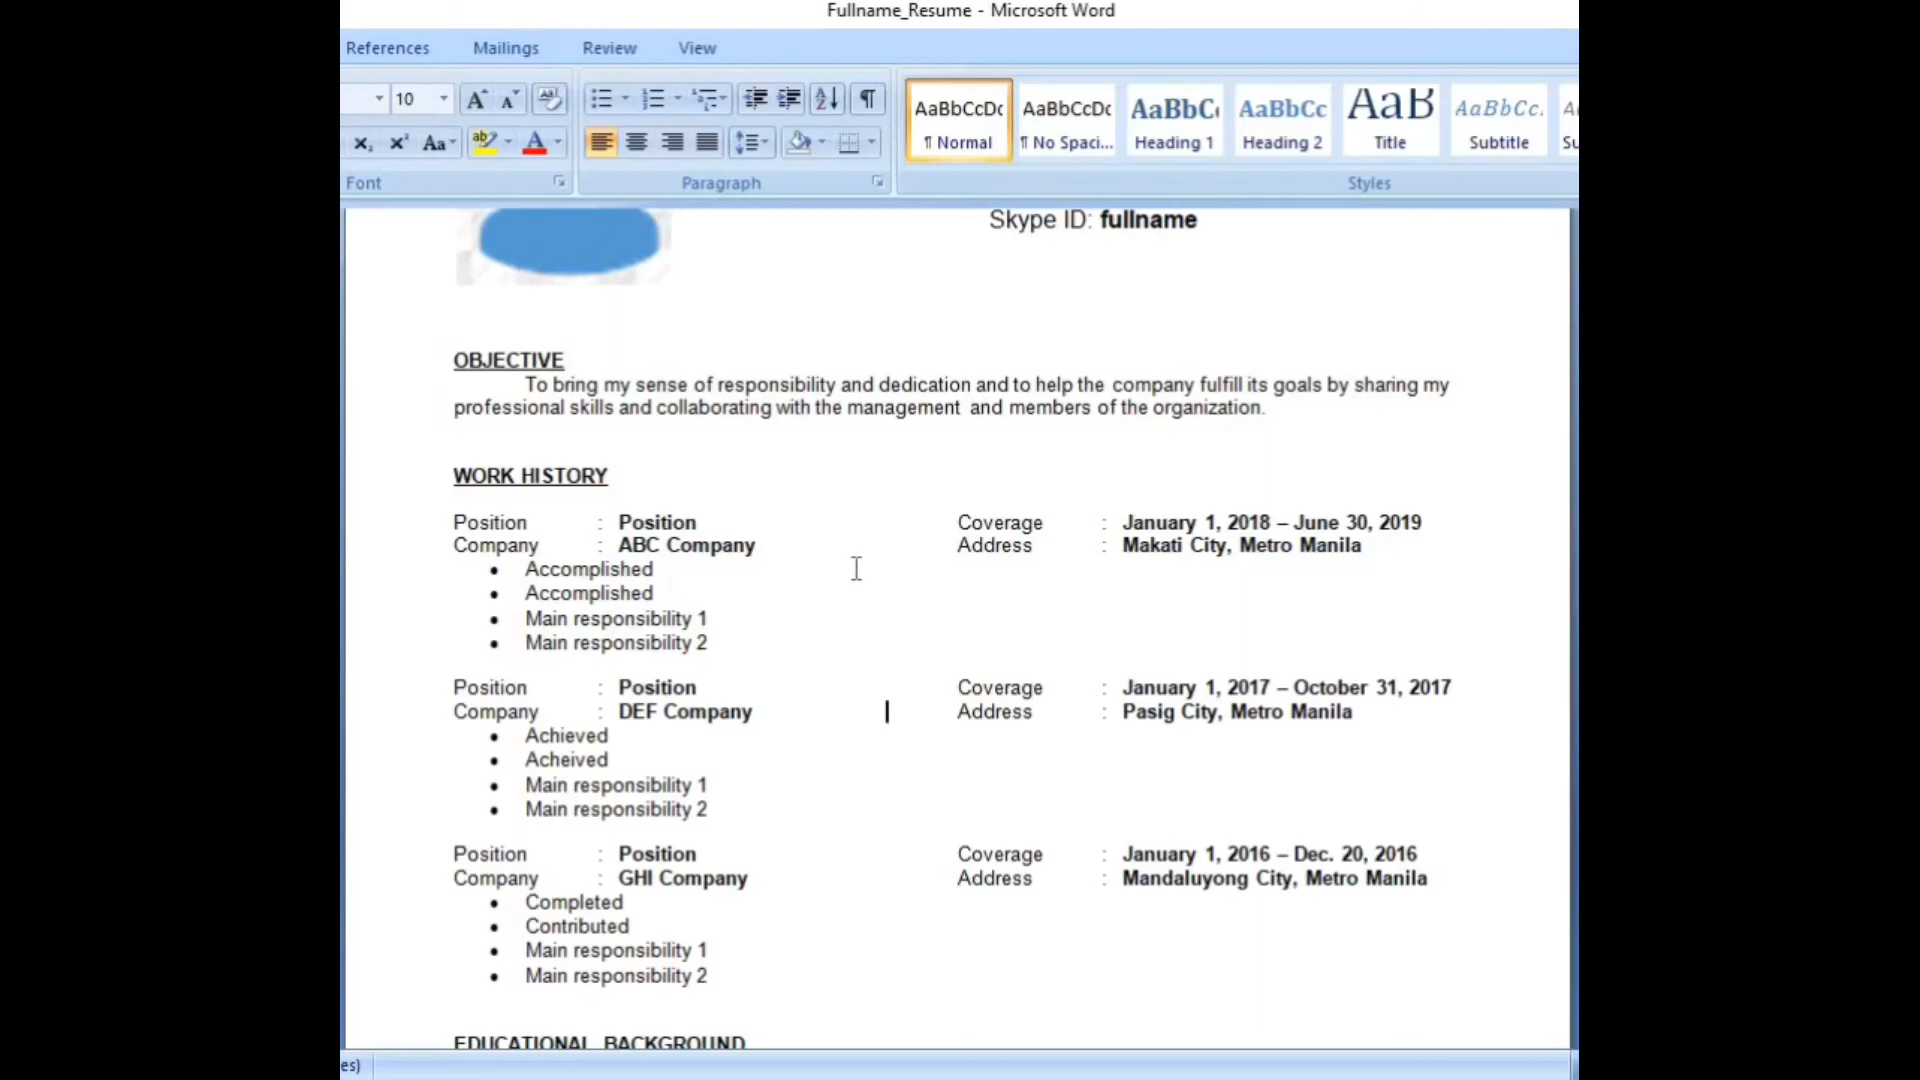 Fullname_Resume - Microsoft Word
References Mailings Review View
10 A A Aa
X₂ X² Aa ab A
AaBbCcDc AaBbCcDc AaBbC AaBbCc AaB AaBbCc.
¶ Normal ¶ No Spaci... Heading 1 Heading 2 Title Subtitle Su
Font Paragraph Styles
Skype ID: fullname
OBJECTIVE
To bring my sense of responsibility and dedication and to help the company fulfill its goals by sharing my
professional skills and collaborating with the management and members of the organization.
WORK HISTORY
Position : Position Coverage : January 1, 2018 – June 30, 2019
Company : ABC Company Address : Makati City, Metro Manila
• Accomplished
• Accomplished
• Main responsibility 1
• Main responsibility 2
Position : Position Coverage : January 1, 2017 – October 31, 2017
Company : DEF Company Address : Pasig City, Metro Manila
• Achieved
• Acheived
• Main responsibility 1
• Main responsibility 2
Position : Position Coverage : January 1, 2016 – Dec. 20, 2016
Company : GHI Company Address : Mandaluyong City, Metro Manila
• Completed
• Contributed
• Main responsibility 1
• Main responsibility 2
EDUCATIONAL BACKGROUND
es)